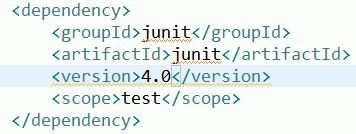 <dependency>
<groupId>junit</groupId>
<artifactId>junit</artifactId>
<version>4.0</version>
<scope>test</scope>
</dependency>